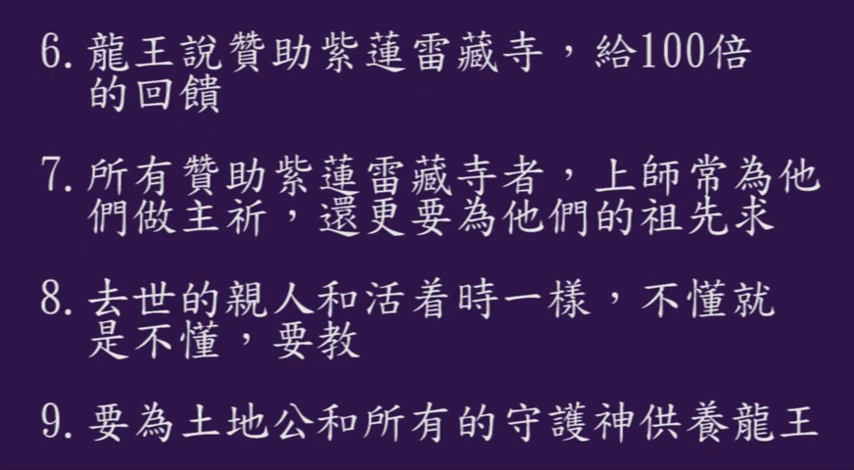 6. 龍王說贊助紫蓮雷藏寺，給100倍
的回饋
7. 所有贊助紫蓮雷藏寺者，上師常為他
們做主祈，還更要為他們的祖先求
8. 去世的親人和活着時一樣，不懂就
是不懂，要教
9. 要為土地公和所有的守護神供養龍王